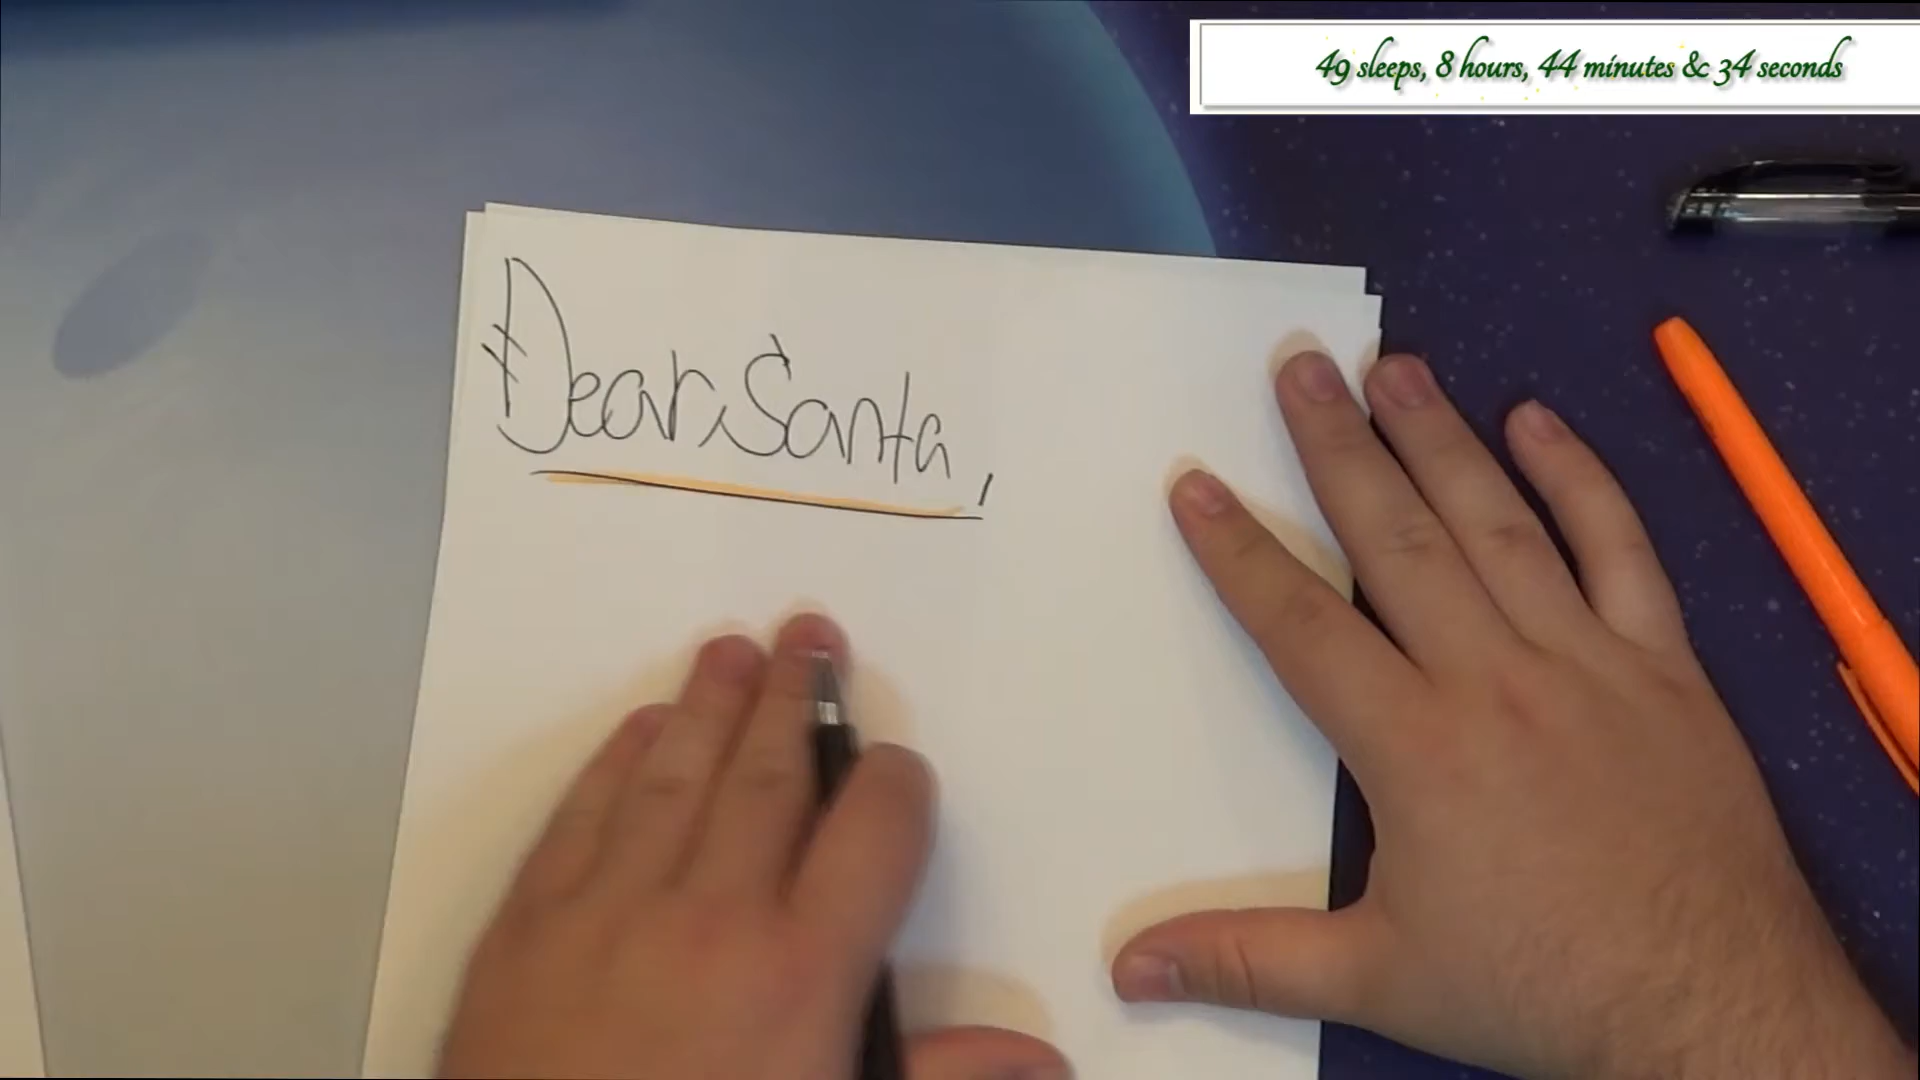 49 sleeps, 8 hours, 44 minutes & 34 seconds
Dear Santa,